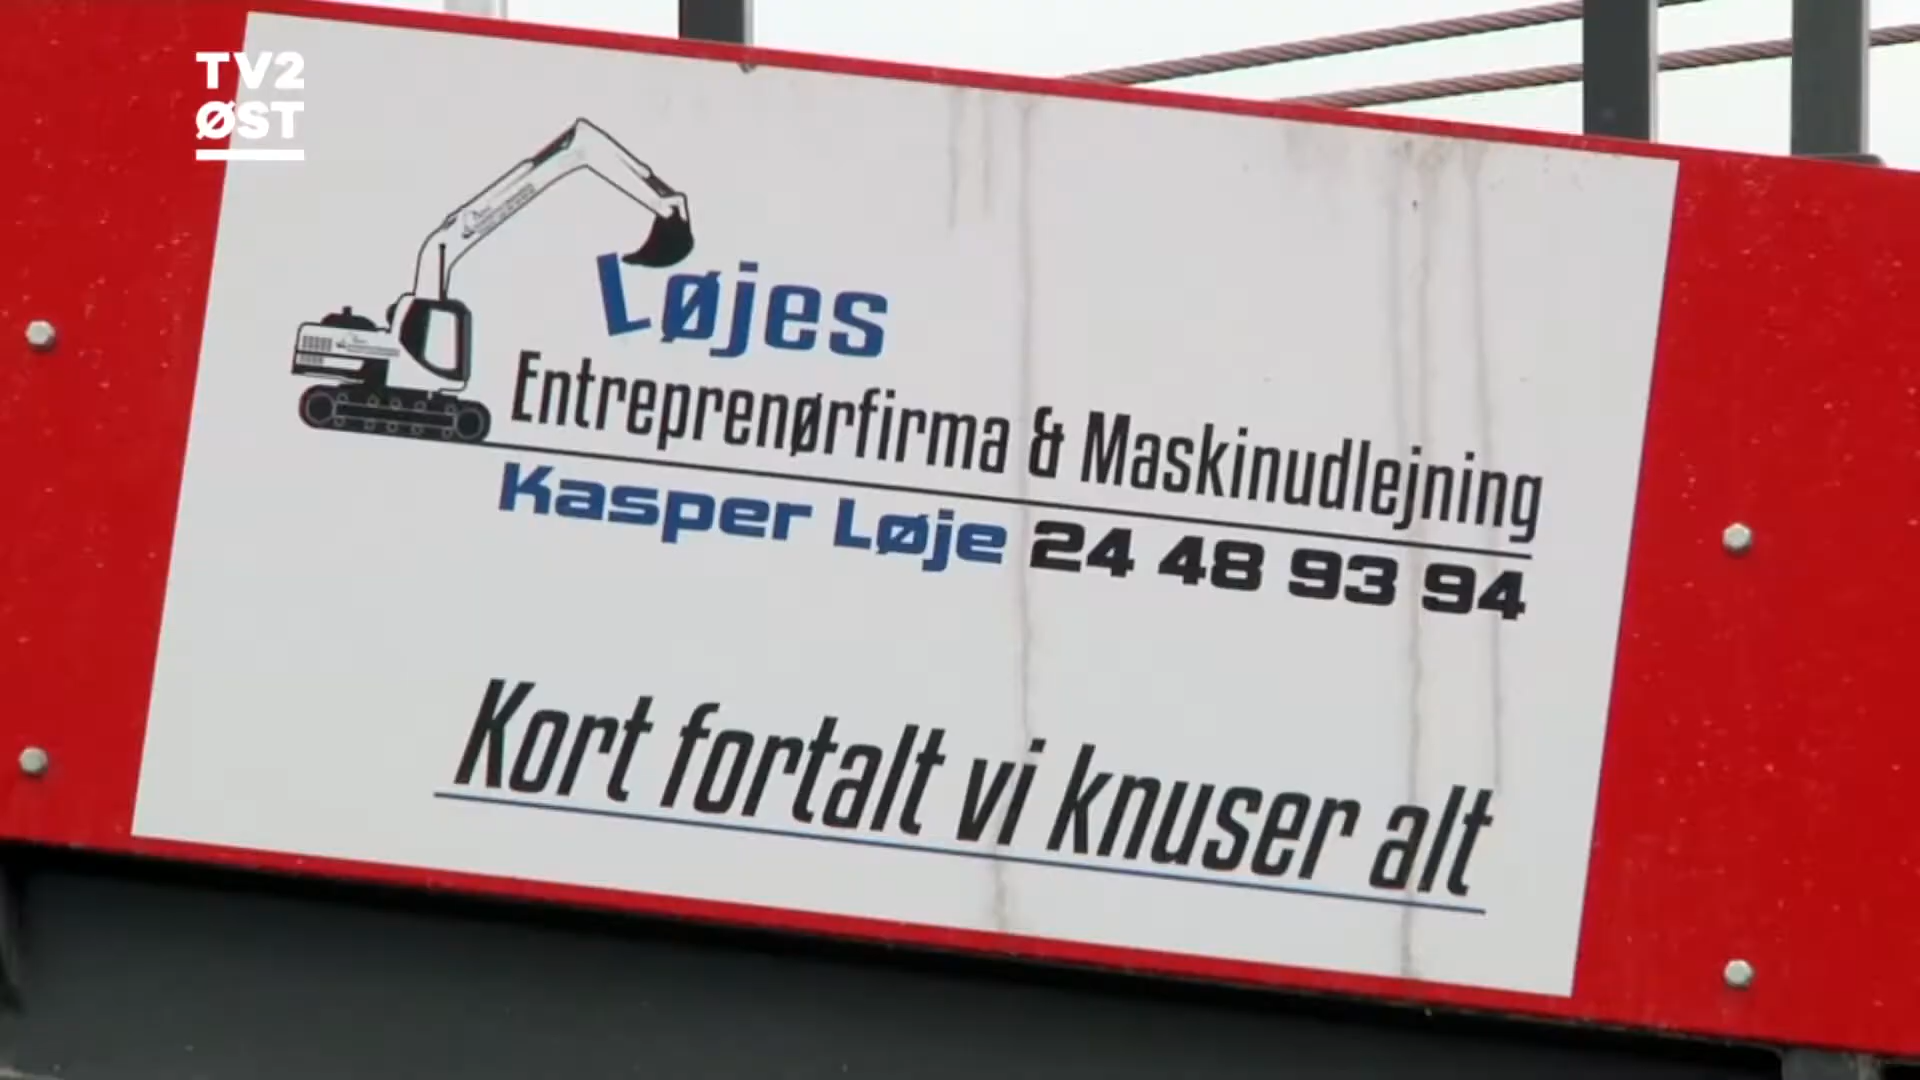 TV2
ØST
Løjes
Entreprenørfirma & Maskinudlejning
Kasper Løje 24 48 93 94
Kort fortalt vi knuser alt